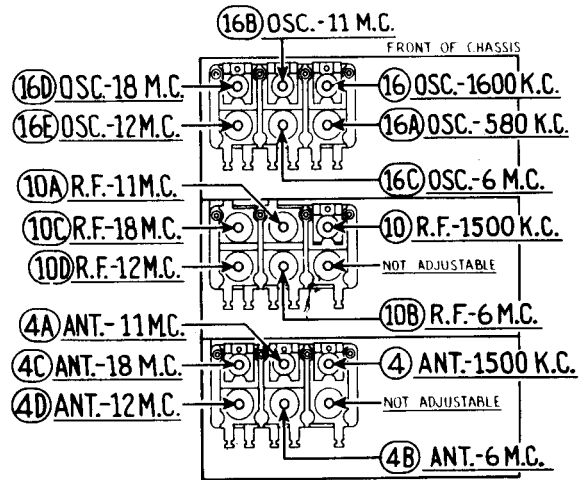 16B OSC.-11 M.C.
FRONT OF CHASSIS
16D OSC.-18 M.C.
16 OSC.-1600 K.C.
16E OSC.-12 M.C.
16A OSC.-580 K.C.
16C OSC.-6 M.C.
10A R.F.-11 M.C.
10C R.F.-18 M.C.
10 R.F.-1500 K.C.
10D R.F.-12 M.C.
NOT ADJUSTABLE
10B R.F.-6 M.C.
4A ANT.-11 M.C.
4C ANT.-18 M.C.
4 ANT.-1500 K.C.
4D ANT.-12 M.C.
NOT ADJUSTABLE
4B ANT.-6 M.C.